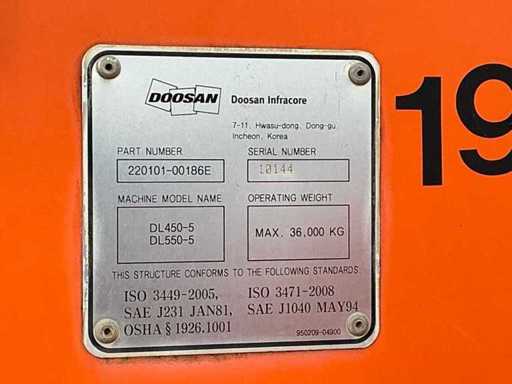 DOOSAN Doosan Infracore
7-11, Hwasu-dong, Dong-gu
Incheon, Korea
PART NUMBER SERIAL NUMBER
220101-00186E 10144
MACHINE MODEL NAME OPERATING WEIGHT
DL450-5
DL550-5
MAX. 36,000 KG
THIS STRUCTURE CONFORMS TO THE FOLLOWING STANDARDS
ISO 3449-2005, ISO 3471-2008
SAE J231 JAN81, SAE J1040 MAY94
OSHA § 1926.1001
950209-04900
19